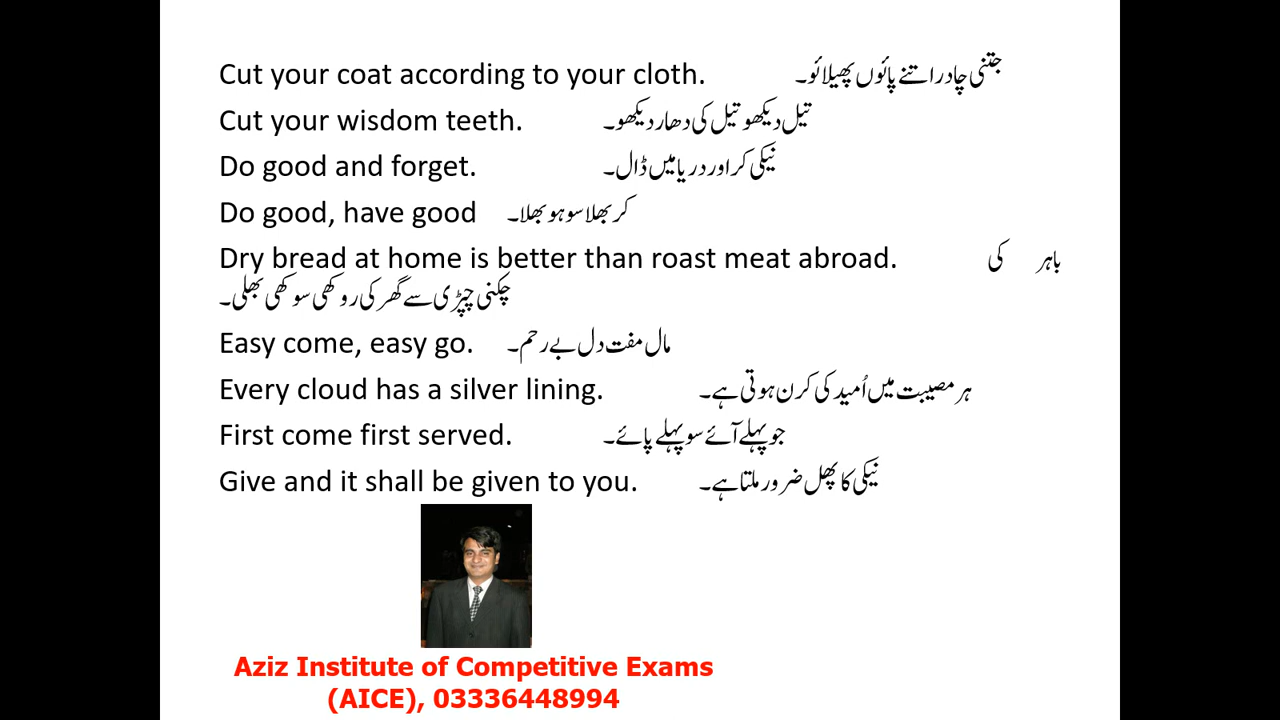 Cut your coat according to your cloth. جتنی چادر اتنے پائوں پھیلائو۔
Cut your wisdom teeth. تیل دیکھو تیل کی دھار دیکھو۔
Do good and forget. نیکی کر اور دریا میں ڈال۔
Do good, have good کر بھلا سو ہو بھلا۔
Dry bread at home is better than roast meat abroad. باہر کی
چکنی چپڑی سے گھر کی روکھی سوکھی بھلی۔
Easy come, easy go. مال مفت دل بے رحم۔
Every cloud has a silver lining. ہر مصیبت میں اُمید کی کرن ہوتی ہے۔
First come first served. جو پہلے آئے سو پہلے پائے۔
Give and it shall be given to you. نیکی کا پھل ضرور ملتا ہے۔
Aziz Institute of Competitive Exams
(AICE), 03336448994